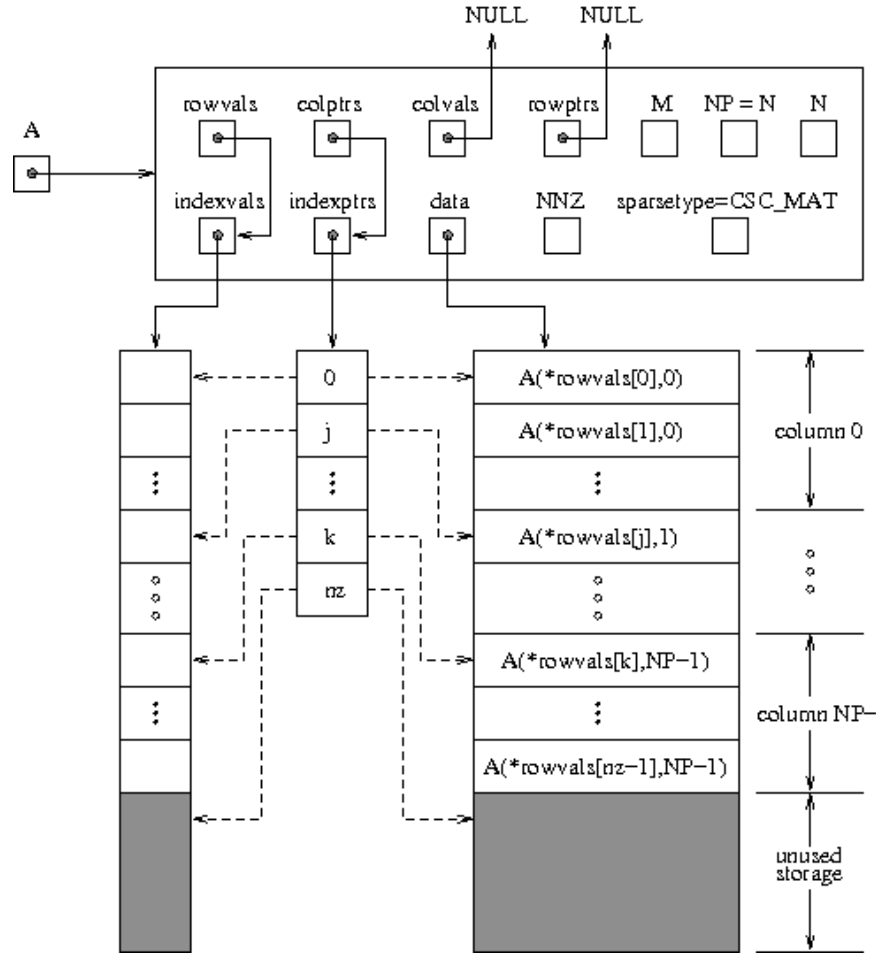 NULL NULL
rowvals colptrs colvals rowptrs M NP = N N
A
indexvals indexptrs data NNZ sparsetype=CSC_MAT
0 A(*rowvals[0],0)
j A(*rowvals[1],0) column 0
k A(*rowvals[j],1)
nz
A(*rowvals[k],NP−1)
column NP−
A(*rowvals[nz−1],NP−1)
unused
storage